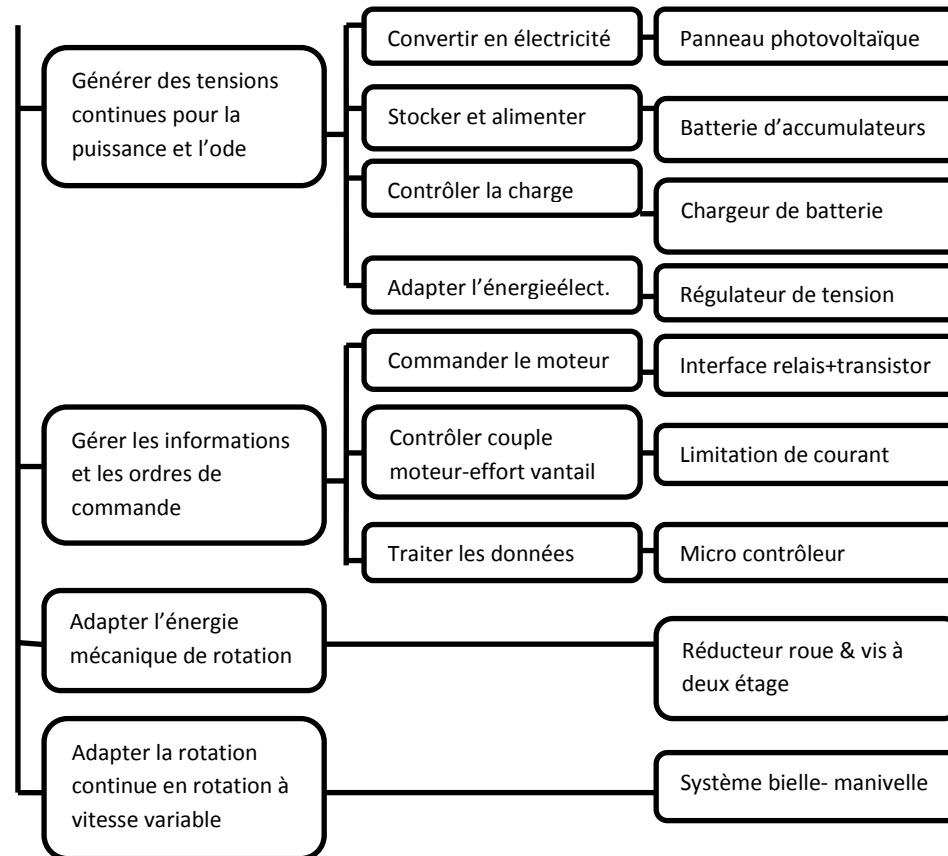 Convertir en électricité
Panneau photovoltaïque
Générer des tensions
continues pour la
puissance et l'ode
Stocker et alimenter
Batterie d'accumulateurs
Contrôler la charge
Chargeur de batterie
Adapter l'énergieélect.
Régulateur de tension
Commander le moteur
Interface relais+transistor
Gérer les informations
et les ordres de
commande
Contrôler couple
moteur-effort vantail
Limitation de courant
Traiter les données
Micro contrôleur
Adapter l'énergie
mécanique de rotation
Réducteur roue & vis à
deux étage
Adapter la rotation
continue en rotation à
vitesse variable
Système bielle- manivelle